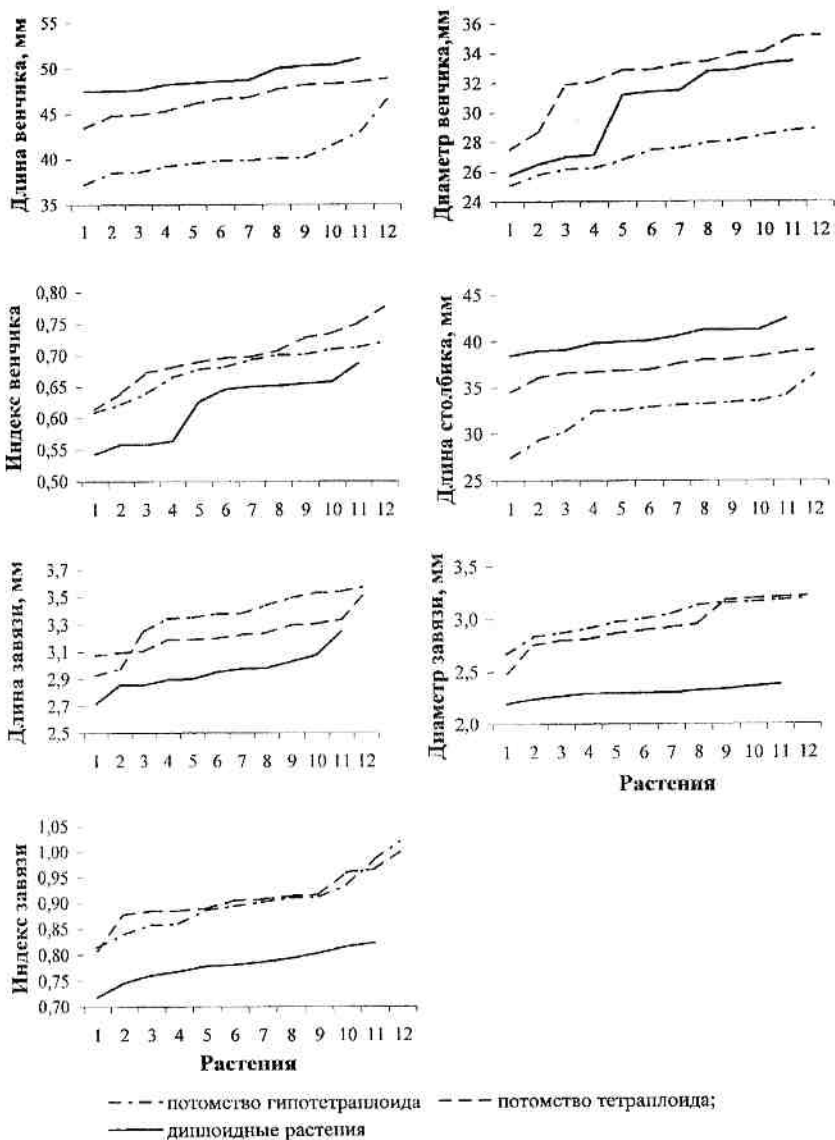 Длина венчика, мм
55
50
45
40
35
1 2 3 4 5 6 7 8 9 10 11 12
Диаметр венчика,мм
36
34
32
30
28
26
24
1 2 3 4 5 6 7 8 9 10 11 12
Индекс венчика
0,80
0,75
0,70
0,65
0,60
0,55
0,50
1 2 3 4 5 6 7 8 9 10 11 12
Длина столбика, мм
45
40
35
30
25
1 2 3 4 5 6 7 8 9 10 11 12
Длина завязи, мм
3,7
3,5
3,3
3,1
2,9
2,7
2,5
1 2 3 4 5 6 7 8 9 10 11 12
Диаметр завязи, мм
3,5
3,0
2,5
2,0
1 2 3 4 5 6 7 8 9 10 11 12
Растения
Индекс завязи
1,05
1,00
0,95
0,90
0,85
0,80
0,75
0,70
1 2 3 4 5 6 7 8 9 10 11 12
Растения
потомство гипотетраплоида
потомство тетраплоида;
диплоидные растения